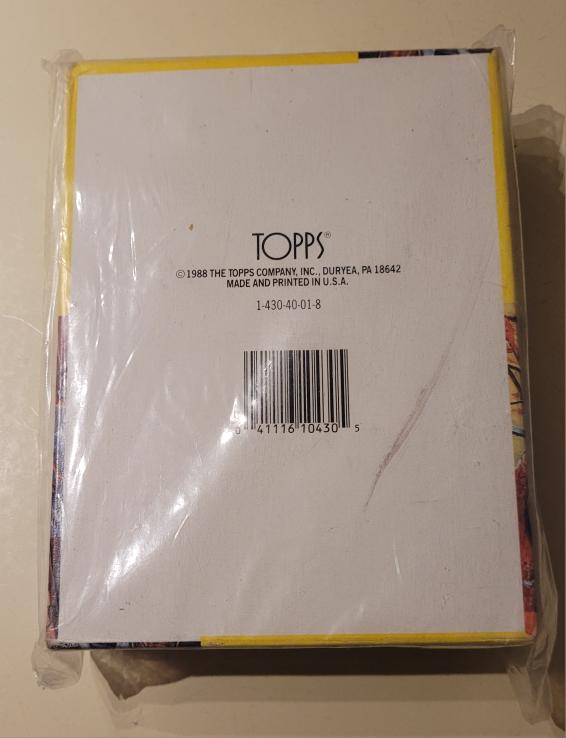 TOPPS®
© 1988 THE TOPPS COMPANY, INC., DURYEA, PA 18642
MADE AND PRINTED IN U.S.A.
1-430-40-01-8
0 41116 10430 5